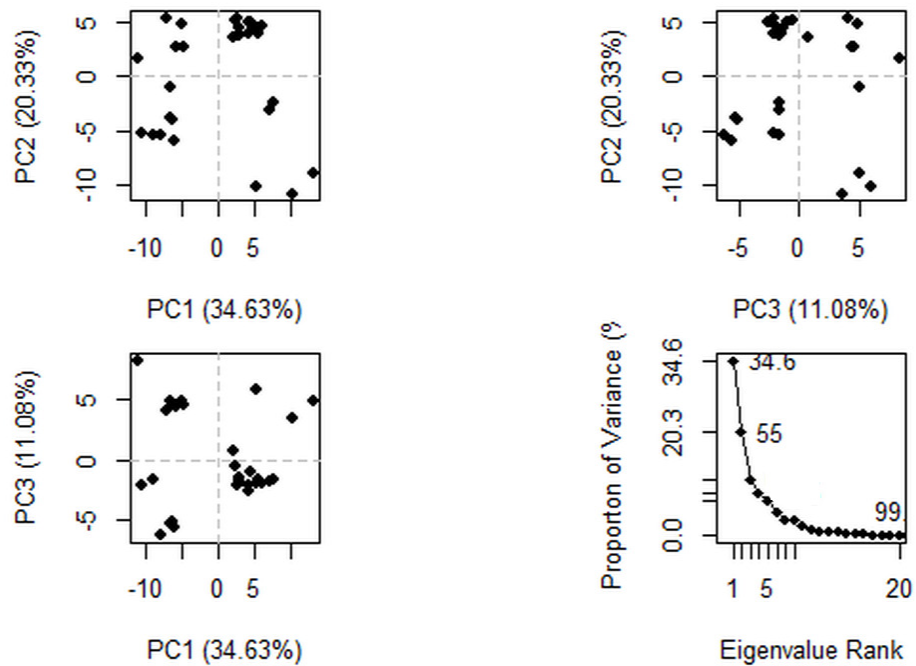 PC2 (20.33%)
5
0
-5
-10
-10 0 5
PC1 (34.63%)
PC2 (20.33%)
5
0
-5
-10
-5 0 5
PC3 (11.08%)
PC3 (11.08%)
5
0
-5
-10 0 5
PC1 (34.63%)
Proporton of Variance (%
34.6
20.3
0.0
34.6
55
99.
1 5 20
Eigenvalue Rank